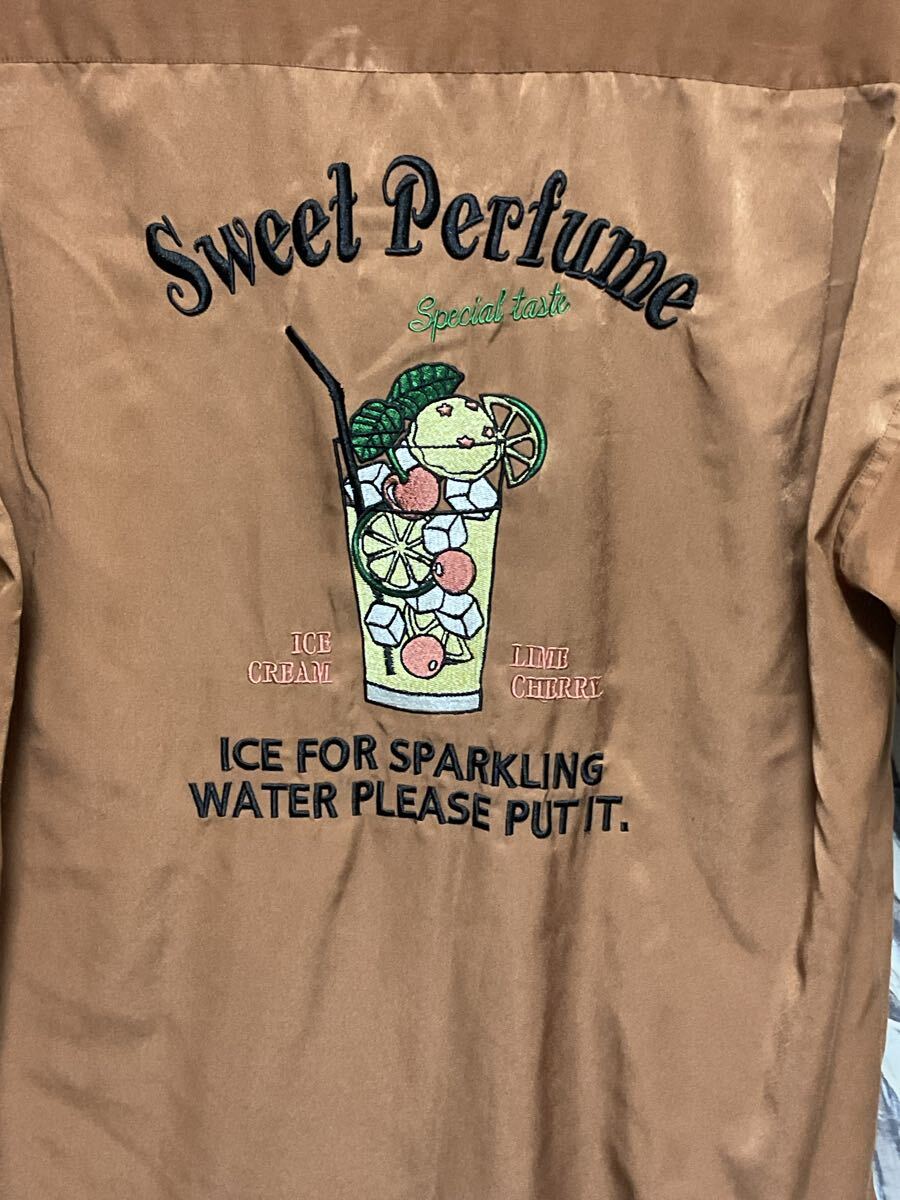 Sweet Perfume
Special taste
ICE
CREAM
LIME
CHERRY
ICE FOR SPARKLING
WATER PLEASE PUT IT.